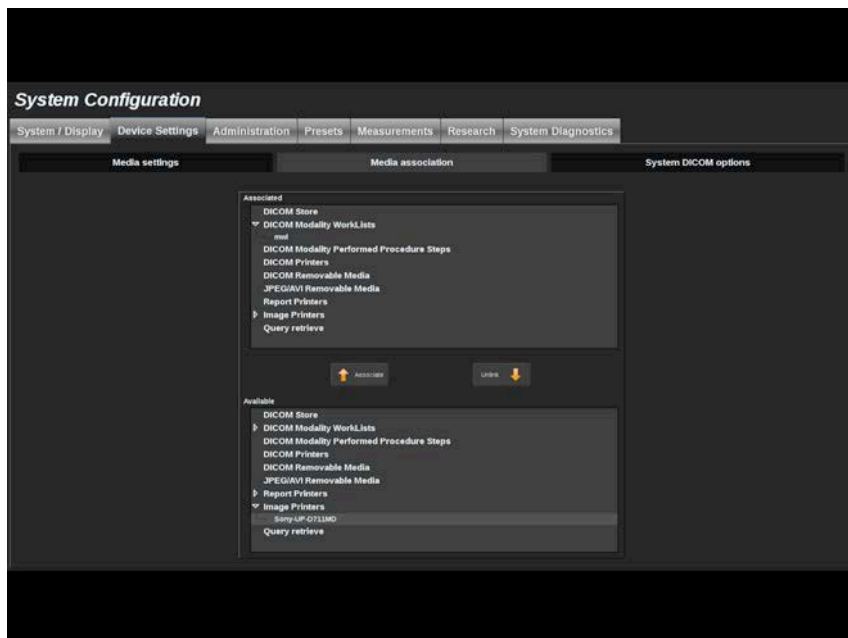 System Configuration
System / Display Device Settings Administration Presets Measurements Research System Diagnostics
Media settings Media association System DICOM options
Associated
DICOM Store
DICOM Modality WorkLists
mwl
DICOM Modality Performed Procedure Steps
DICOM Printers
DICOM Removable Media
JPEG/AVI Removable Media
Report Printers
Image Printers
Query retrieve
Associate Unlink
Available
DICOM Store
DICOM Modality WorkLists
DICOM Modality Performed Procedure Steps
DICOM Printers
DICOM Removable Media
JPEG/AVI Removable Media
Report Printers
Image Printers
Sony-UP-D711MD
Query retrieve